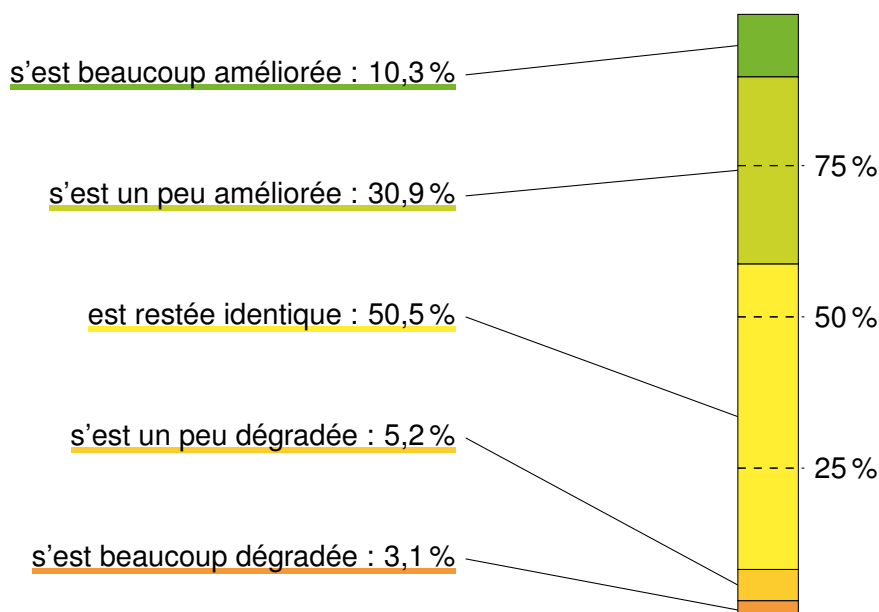 s'est beaucoup améliorée : 10,3 %
s'est un peu améliorée : 30,9 %
75 %
est restée identique : 50,5 %
50 %
s'est un peu dégradée : 5,2 %
25 %
s'est beaucoup dégradée : 3,1 %